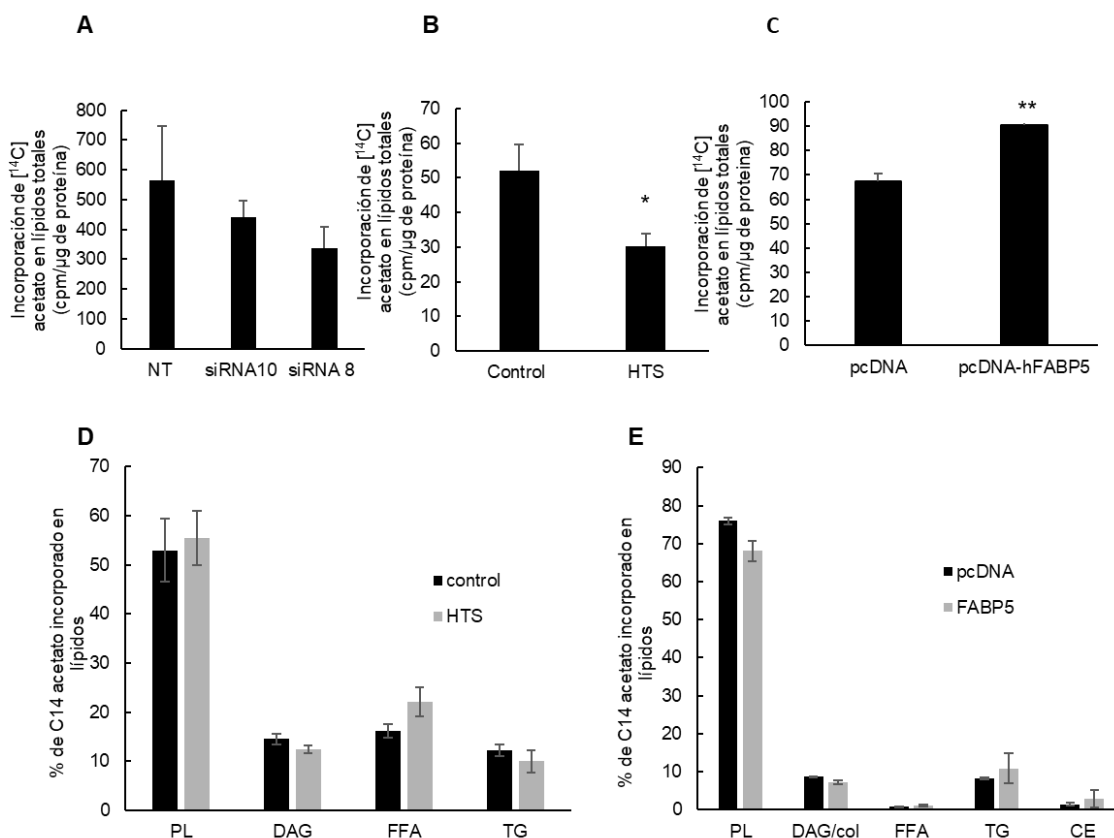 A
Incorporación de [¹⁴C]
acetato en lípidos totales
(cpm/µg de proteína)
800
700
600
500
400
300
200
100
0
NT siRNA10 siRNA 8
B
Incorporación de [¹⁴C]
acetato en lípidos totales
(cpm/µg de proteína)
70
60
50
40
30
20
10
0
*
Control HTS
C
Incorporación de [¹⁴C]
acetato en lípidos totales
(cpm/µg de proteína)
100
90
80
70
60
50
40
30
20
10
0
**
pcDNA pcDNA-hFABP5
D
% de C14 acetato incorporado en
lípidos
70
60
50
40
30
20
10
0
control
HTS
PL DAG FFA TG
E
% de C14 acetato incorporado en
lípidos
90
80
70
60
50
40
30
20
10
0
pcDNA
FABP5
PL DAG/col FFA TG CE